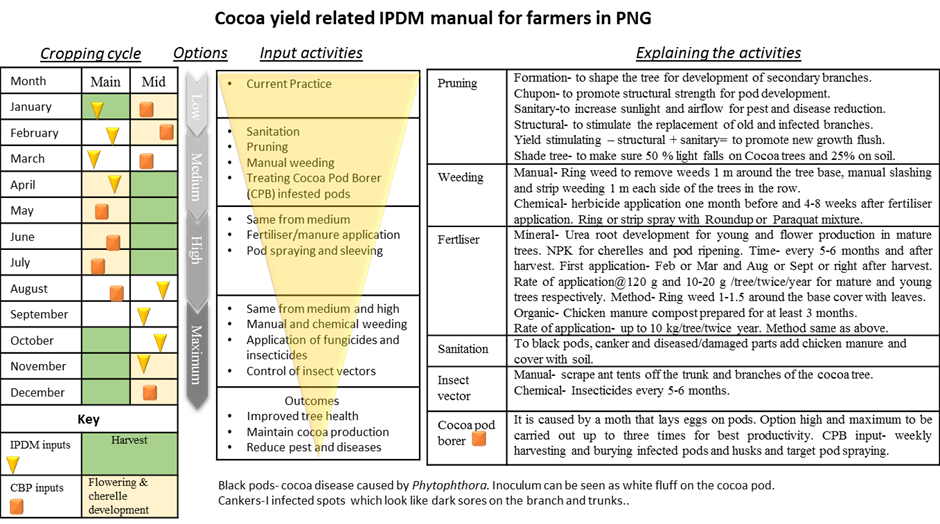 Cocoa yield related IPDM manual for farmers in PNG
Cropping cycle
Options
Input activities
Explaining the activities
Month
Main
Mid
January
February
March
April
May
June
July
August
September
October
November
December
Key
IPDM inputs
Harvest
CBP inputs
Flowering &
cherelle
development
Low
Medium
High
Maximum
• Current Practice
• Sanitation
• Pruning
• Manual weeding
• Treating Cocoa Pod Borer
(CPB) infested pods
• Same from medium
• Fertiliser/manure application
• Pod spraying and sleeving
• Same from medium and high
• Manual and chemical weeding
• Application of fungicides and
insecticides
• Control of insect vectors
Outcomes
• Improved tree health
• Maintain cocoa production
• Reduce pest and diseases
Pruning
Formation- to shape the tree for development of secondary branches.
Chupon- to promote structural strength for pod development.
Sanitary-to increase sunlight and airflow for pest and disease reduction.
Structural- to stimulate the replacement of old and infected branches.
Yield stimulating – structural + sanitary= to promote new growth flush.
Shade tree- to make sure 50 % light falls on Cocoa trees and 25% on soil.
Weeding
Manual- Ring weed to remove weeds 1 m around the tree base, manual slashing
and strip weeding 1 m each side of the trees in the row.
Chemical- herbicide application one month before and 4-8 weeks after fertiliser
application. Ring or strip spray with Roundup or Paraquat mixture.
Fertliser
Mineral- Urea root development for young and flower production in mature
trees. NPK for cherelles and pod ripening. Time- every 5-6 months and after
harvest. First application- Feb or Mar and Aug or Sept or right after harvest.
Rate of application@120 g and 10-20 g /tree/twice/year for mature and young
trees respectively. Method- Ring weed 1-1.5 around the base cover with leaves.
Organic- Chicken manure compost prepared for at least 3 months.
Rate of application- up to 10 kg/tree/twice year. Method same as above.
Sanitation
To black pods, canker and diseased/damaged parts add chicken manure and
cover with soil.
Insect
vector
Manual- scrape ant tents off the trunk and branches of the cocoa tree.
Chemical- Insecticides every 5-6 months.
Cocoa pod
borer
It is caused by a moth that lays eggs on pods. Option high and maximum to be
carried out up to three times for best productivity. CPB input- weekly
harvesting and burying infected pods and husks and target pod spraying.
Black pods- cocoa disease caused by Phytophthora. Inoculum can be seen as white fluff on the cocoa pod.
Cankers-I infected spots which look like dark sores on the branch and trunks..